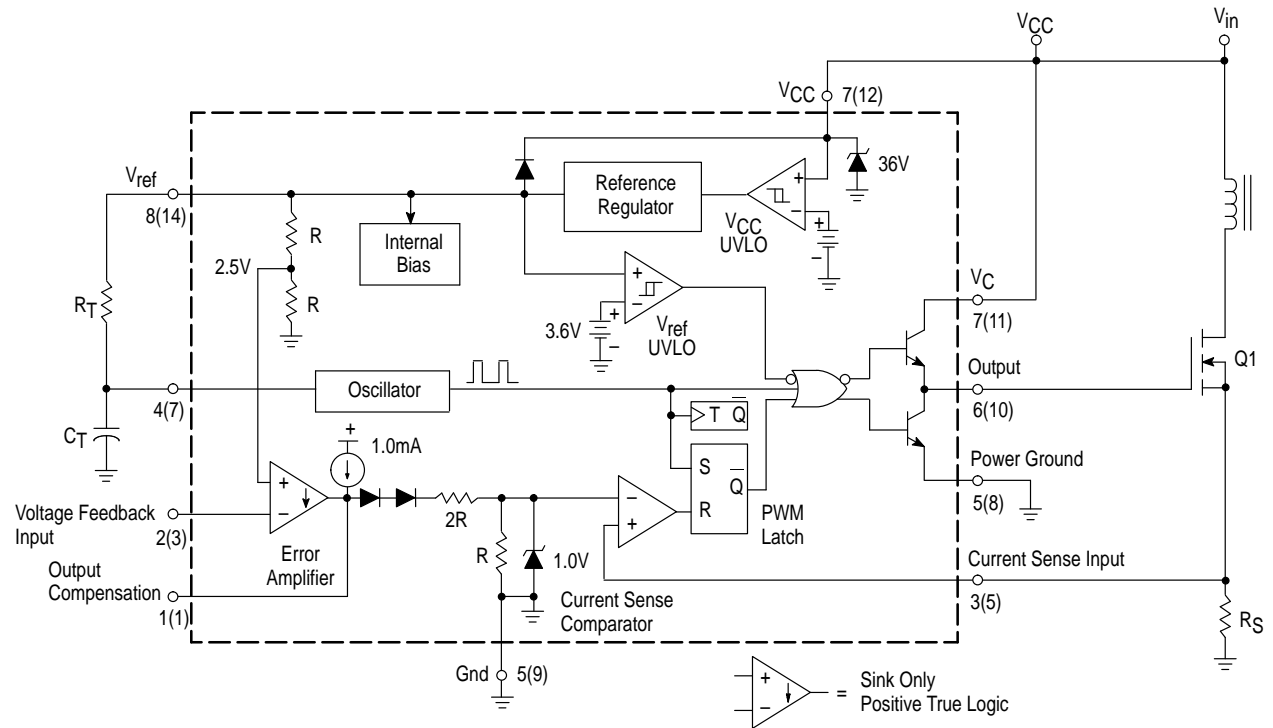 VCC
Vin
VCC 7(12)
Vref
8(14)
36V
Reference
Regulator
+
−
VCC
UVLO
+
−
R
Internal
Bias
2.5V
R
RT
+
−
3.6V
+
−
Vref
UVLO
VC
7(11)
Q1
Oscillator
Output
6(10)
4(7)
T Q
CT
+
1.0mA
S
Q
R
Power Ground
5(8)
+
−
2R
−
+
PWM
Latch
Voltage Feedback
Input
2(3)
Error
Amplifier
R
1.0V
Output
Compensation
1(1)
Current Sense
Comparator
Current Sense Input
3(5)
RS
Gnd 5(9)
+
−
= Sink Only
Positive True Logic